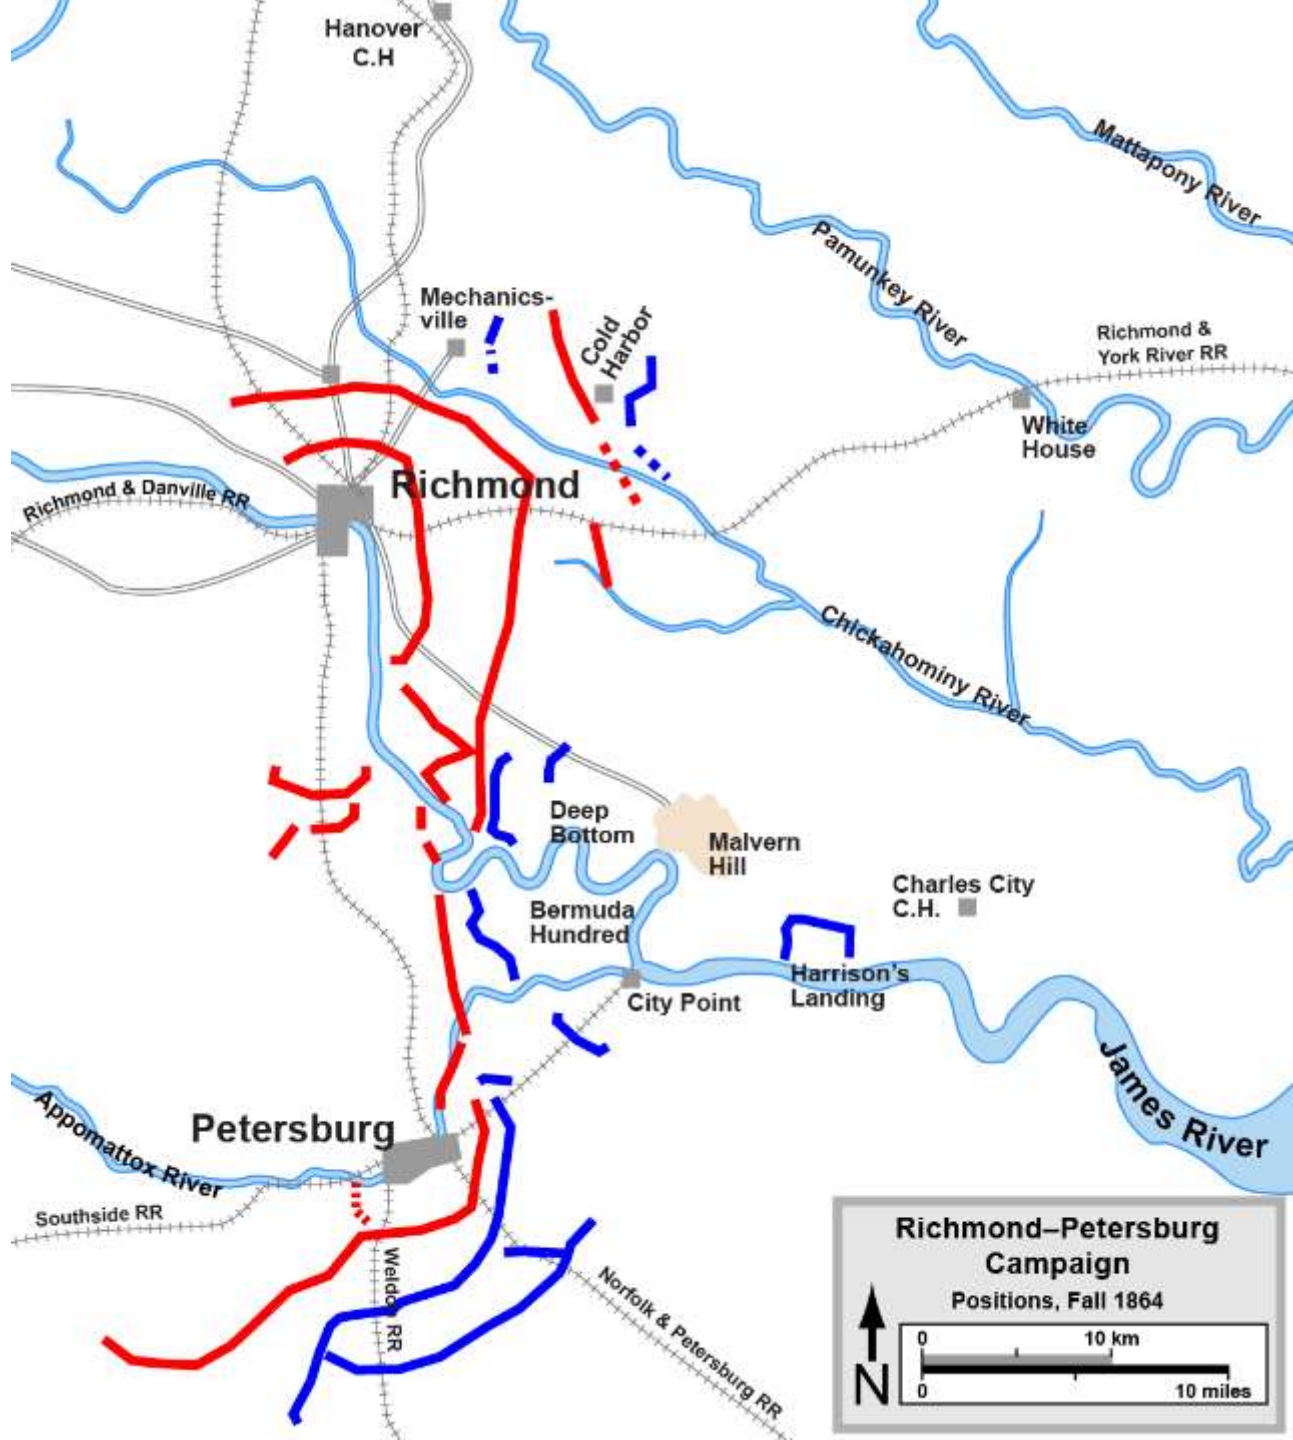 Hanover
C.H
Mattapony River
Pamunkey River
Mechanics-
ville
Cold
Harbor
Richmond &
York River RR
White
House
Richmond & Danville RR
Richmond
Chickahominy River
Deep
Bottom
Malvern
Hill
Charles City
C.H.
Bermuda
Hundred
Harrison's
Landing
City Point
James River
Petersburg
Appomattox River
Southside RR
Weldon RR
Norfolk & Petersburg RR
Richmond–Petersburg
Campaign
Positions, Fall 1864
0 10 km
N
0 10 miles